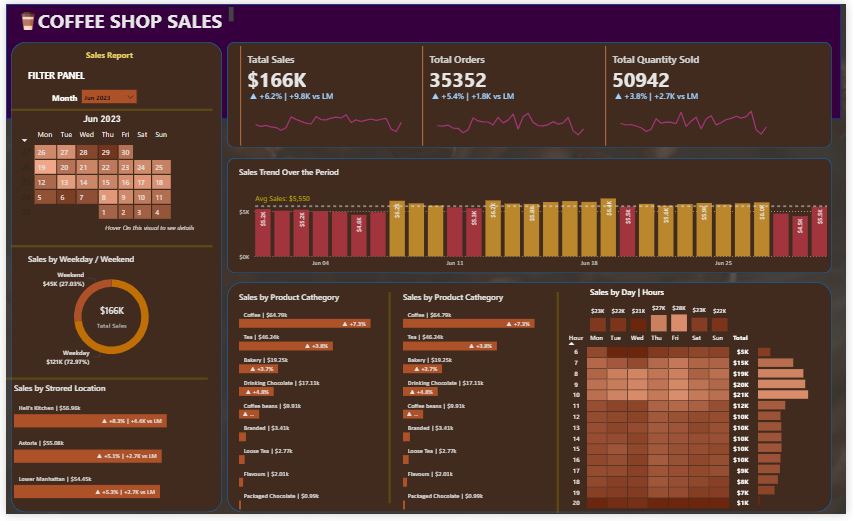 COFFEE SHOP SALES
Sales Report
FILTER PANEL
Month Jun 2023
Jun 2023
Mon Tue Wed Thu Fri Sat Sun
26 27 28 29 30
19 20 21 22 23 24 25
12 13 14 15 16 17 18
5 6 7 8 9 10 11
1 2 3 4
Hover On this visual to see details
Sales by Weekday / Weekend
Weekend
$45K (27.03%)
$166K
Total Sales
Weekday
$121K (72.97%)
Sales by Strored Location
Hell's Kitchen | $56.96k
▲ +8.3% | +4.4K vs LM
Astoria | $55.08k
▲ +5.1% | +2.7K vs LM
Lower Manhattan | $54.45k
▲ +5.3% | +2.7K vs LM
Total Sales
$166K
▲ +6.2% | +9.8K vs LM
Total Orders
35352
▲ +5.4% | +1.8K vs LM
Total Quantity Sold
50942
▲ +3.8% | +2.7K vs LM
Sales Trend Over the Period
Avg Sales: $5,550
$5K
$0K
Jun 04 Jun 11 Jun 18 Jun 25
Sales by Product Cathegory
Coffee | $64.79k
▲ +7.3%
Tea | $46.24k
▲ +3.8%
Bakery | $19.25k
▲ +3.7%
Drinking Chocolate | $17.11k
▲ +4.8%
Coffee beans | $9.91k
▲ ...
Branded | $3.41k
Loose Tea | $2.77k
Flavours | $2.01k
Packaged Chocolate | $0.99k
Sales by Product Cathegory
Coffee | $64.79k
▲ +7.3%
Tea | $46.24k
▲ +3.8%
Bakery | $19.25k
▲ +3.7%
Drinking Chocolate | $17.11k
▲ +4.8%
Coffee beans | $9.91k
▲ ...
Branded | $3.41k
Loose Tea | $2.77k
Flavours | $2.01k
Packaged Chocolate | $0.99k
Sales by Day | Hours
$23K $22K $21K $27K $28K $23K $22K
Hour Mon Tue Wed Thu Fri Sat Sun Total
6 $5K
7 $15K
8 $19K
9 $20K
10 $21K
11 $12K
12 $10K
13 $10K
14 $10K
15 $10K
16 $10K
17 $9K
18 $8K
19 $7K
20 $1K